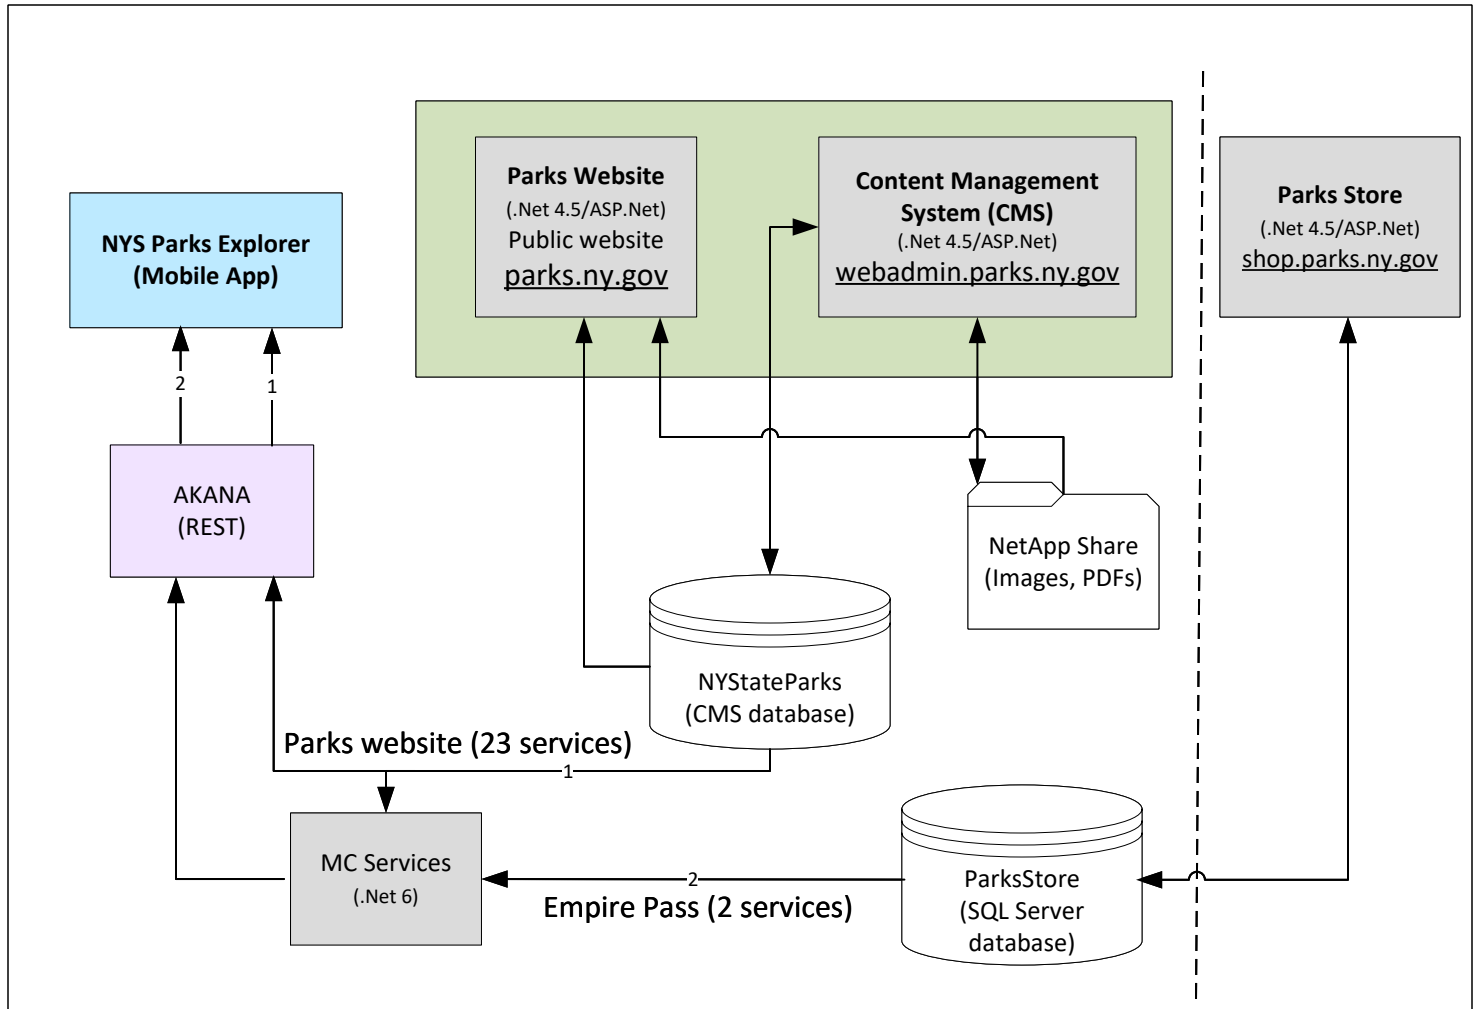 Parks Website
(.Net 4.5/ASP.Net)
Public website
parks.ny.gov
Content Management
System (CMS)
(.Net 4.5/ASP.Net)
webadmin.parks.ny.gov
Parks Store
(.Net 4.5/ASP.Net)
shop.parks.ny.gov
NYS Parks Explorer
(Mobile App)
2
1
AKANA
(REST)
NetApp Share
(Images, PDFs)
NYStateParks
(CMS database)
Parks website (23 services)
1
MC Services
(.Net 6)
2
Empire Pass (2 services)
ParksStore
(SQL Server
database)